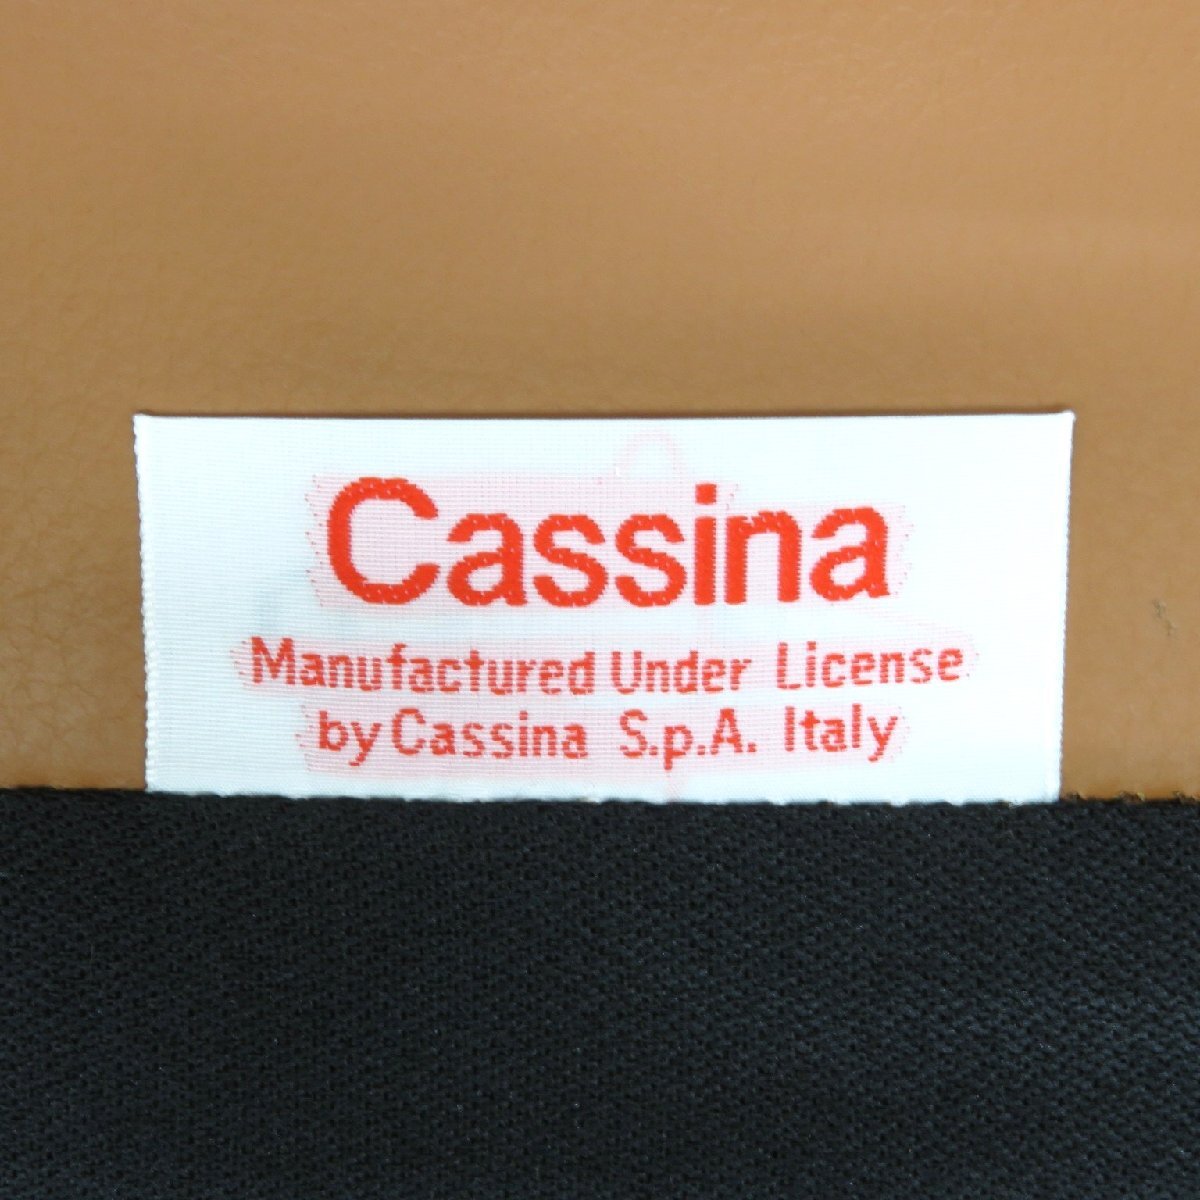 Cassina
Manufactured Under License
by Cassina S.p.A. Italy